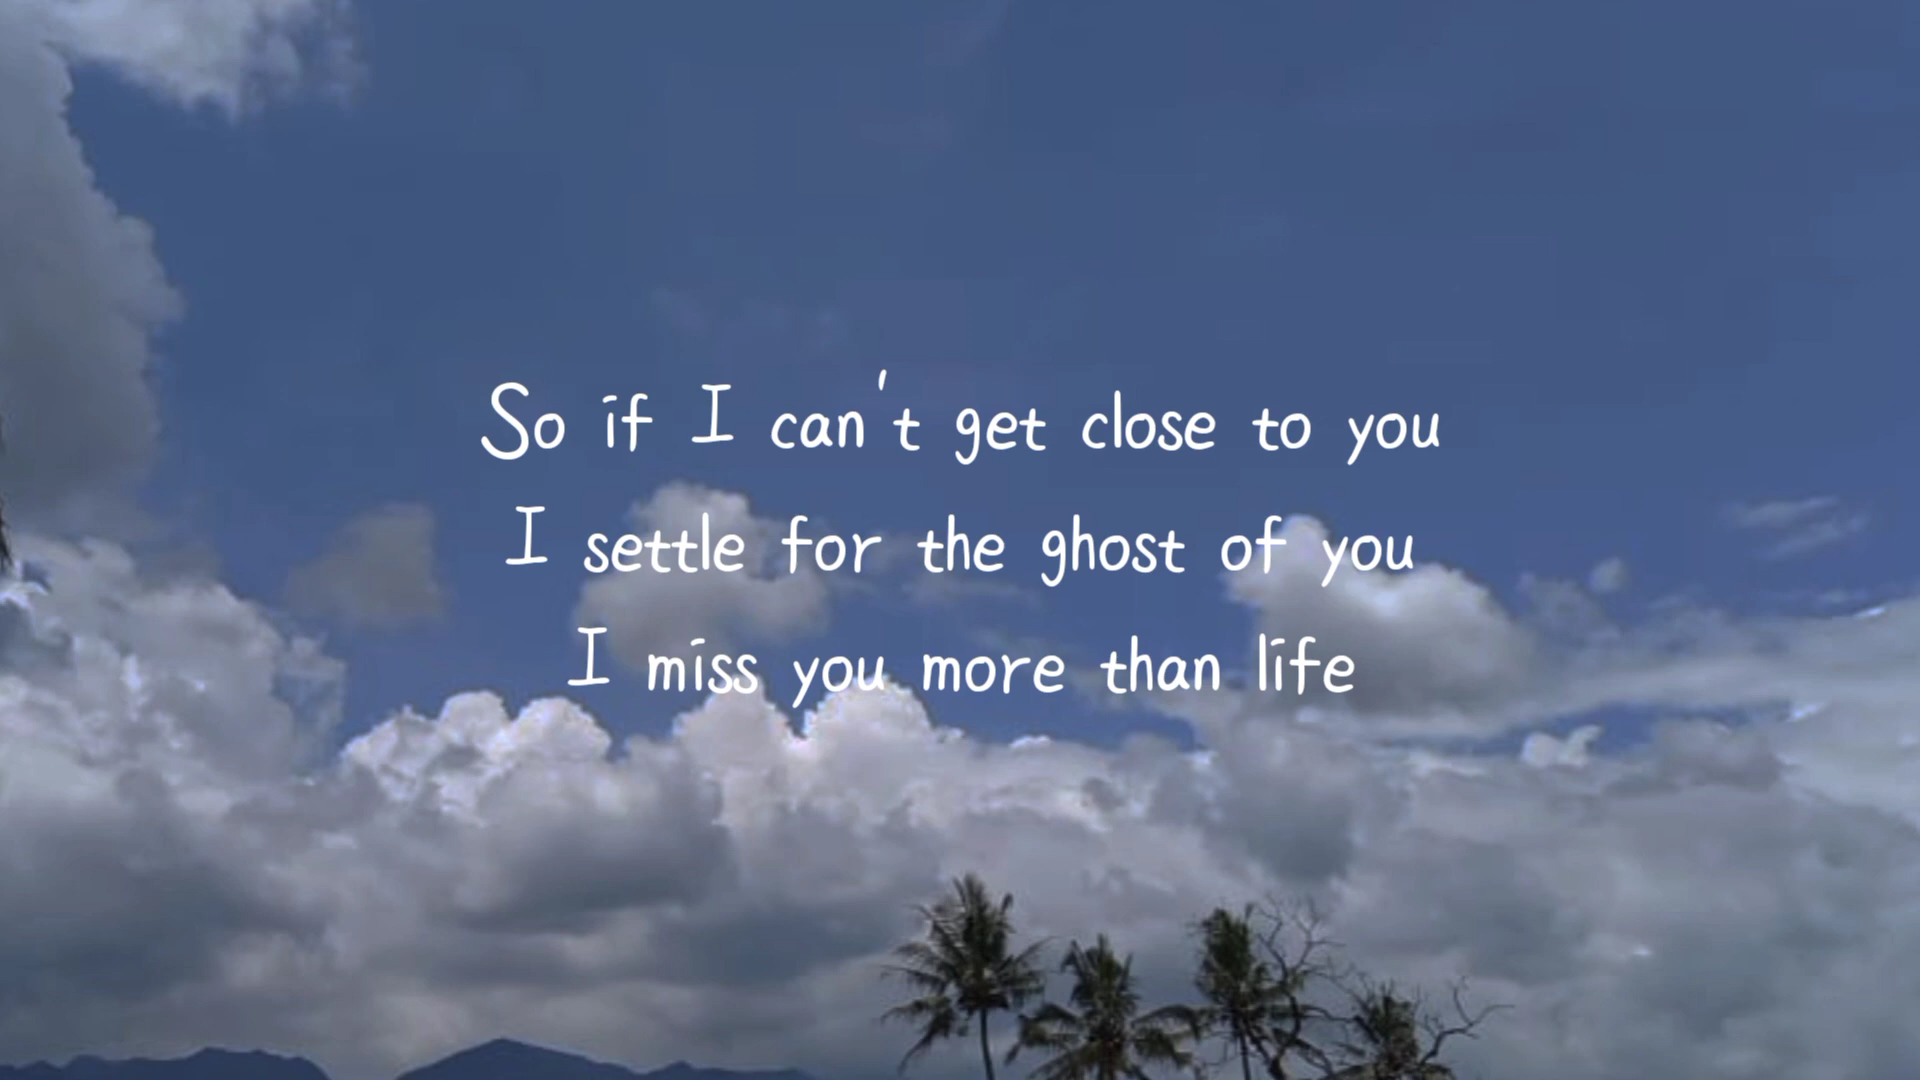 So if I can't get close to you
I settle for the ghost of you
I miss you more than life